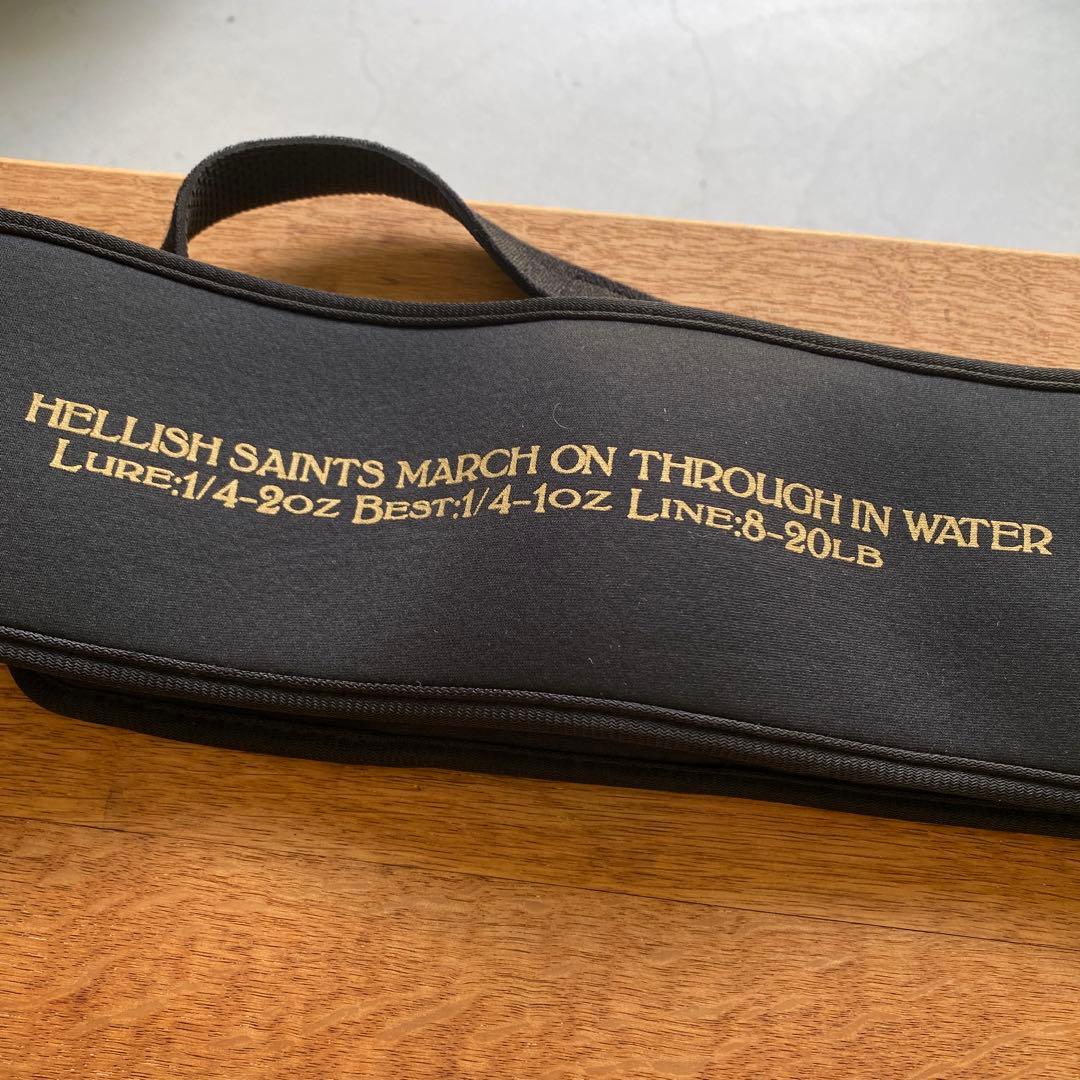 HELLISH SAINTS MARCH ON THROUGH IN WATER
LURE:1/4-2OZ BEST:1/4-1OZ LINE:8-20LB